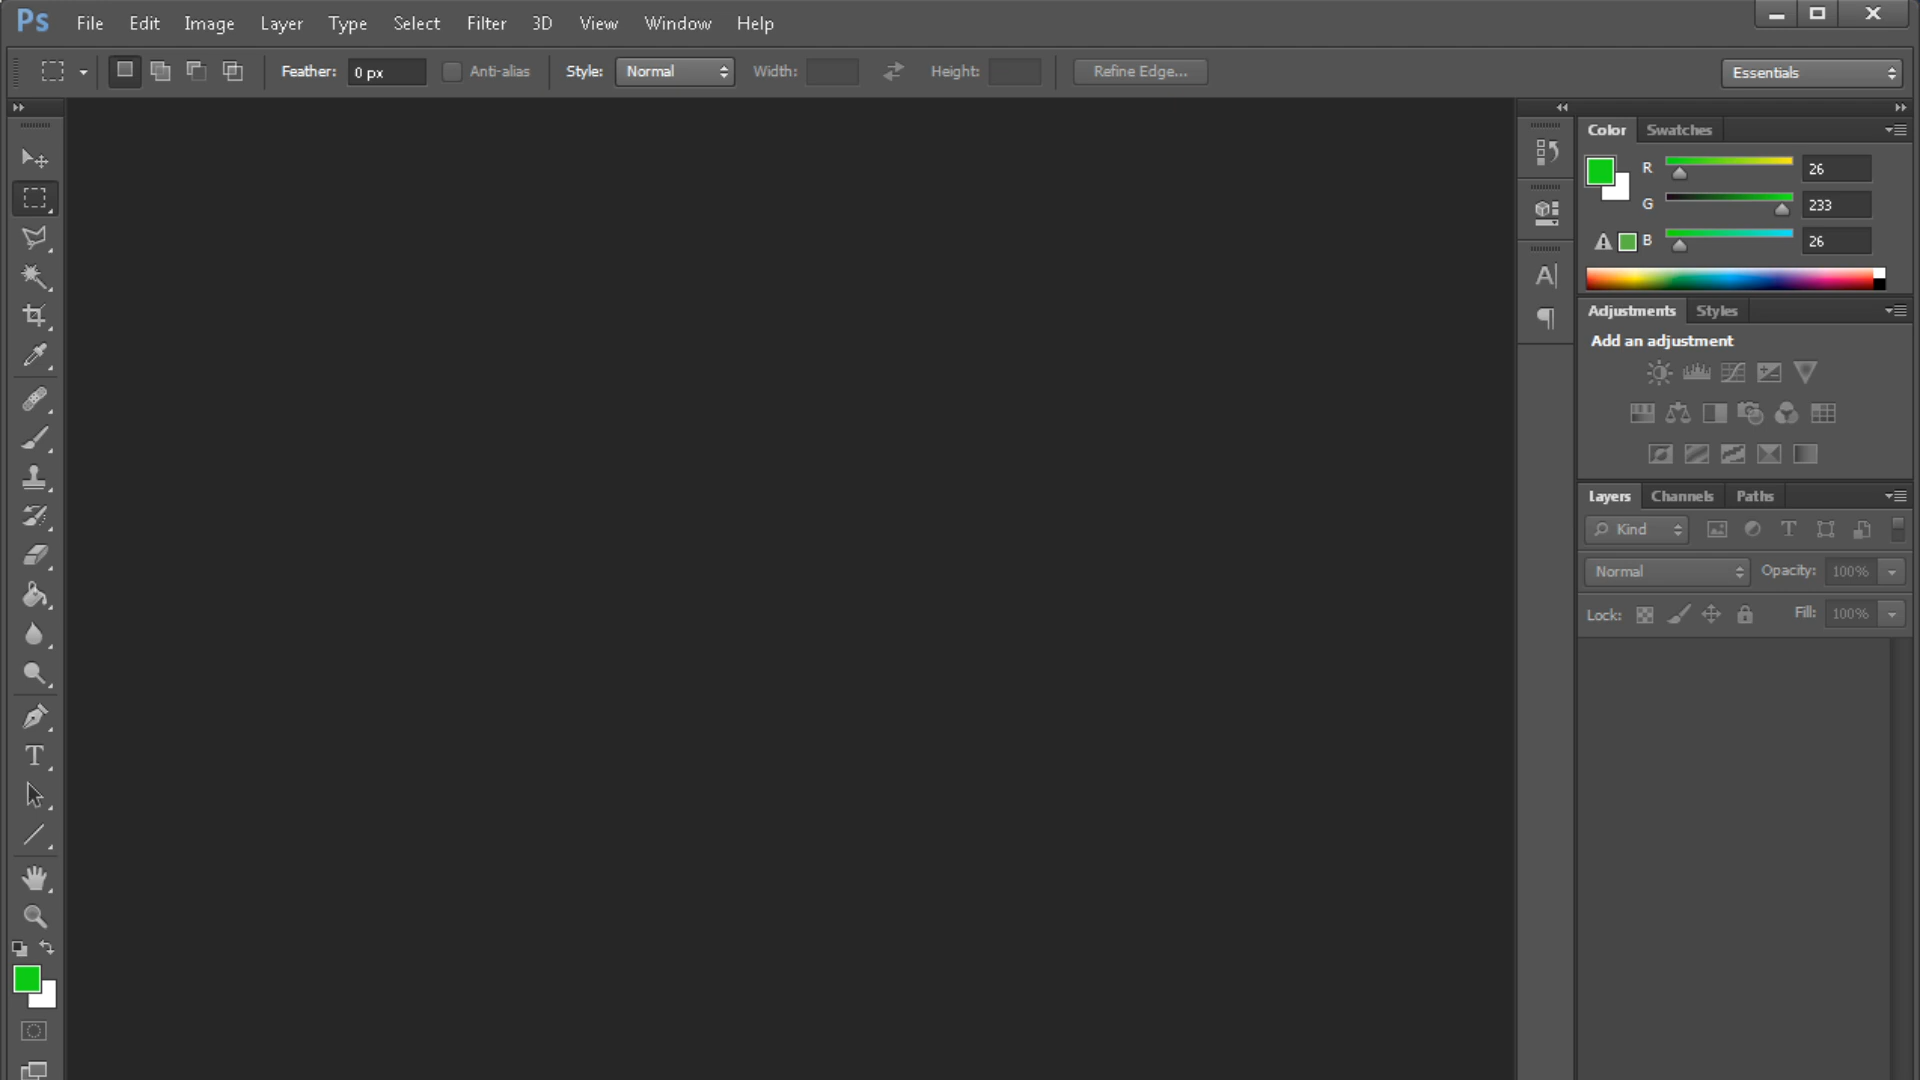 Ps File Edit Image Layer Type Select Filter 3D View Window Help
Feather: 0 px Anti-alias Style: Normal Width: Height: Refine Edge... Essentials
Color Swatches
R 26
G 233
B 26
Adjustments Styles
Add an adjustment
Layers Channels Paths
Kind T
Normal Opacity: 100%
Lock: Fill: 100%
A
¶
T